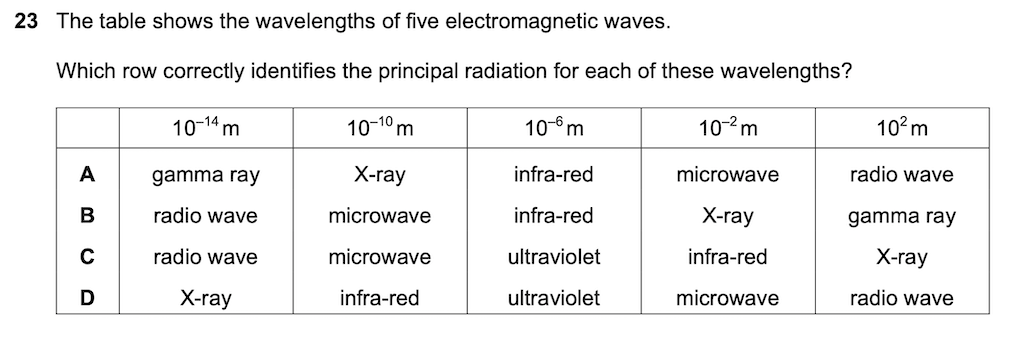 23 The table shows the wavelengths of five electromagnetic waves.
Which row correctly identifies the principal radiation for each of these wavelengths?
10⁻¹⁴ m 10⁻¹⁰ m 10⁻⁶ m 10⁻² m 10² m
A gamma ray X-ray infra-red microwave radio wave
B radio wave microwave infra-red X-ray gamma ray
C radio wave microwave ultraviolet infra-red X-ray
D X-ray infra-red ultraviolet microwave radio wave